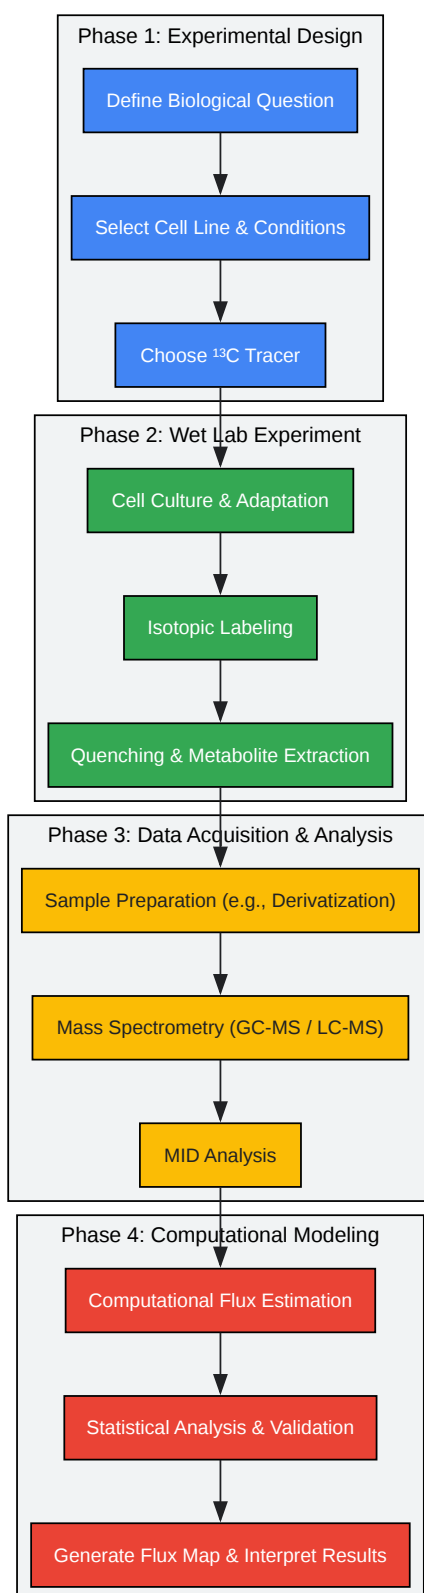 Phase 1: Experimental Design
Define Biological Question
Select Cell Line & Conditions
Choose ¹³C Tracer
Phase 2: Wet Lab Experiment
Cell Culture & Adaptation
Isotopic Labeling
Quenching & Metabolite Extraction
Phase 3: Data Acquisition & Analysis
Sample Preparation (e.g., Derivatization)
Mass Spectrometry (GC-MS / LC-MS)
MID Analysis
Phase 4: Computational Modeling
Computational Flux Estimation
Statistical Analysis & Validation
Generate Flux Map & Interpret Results